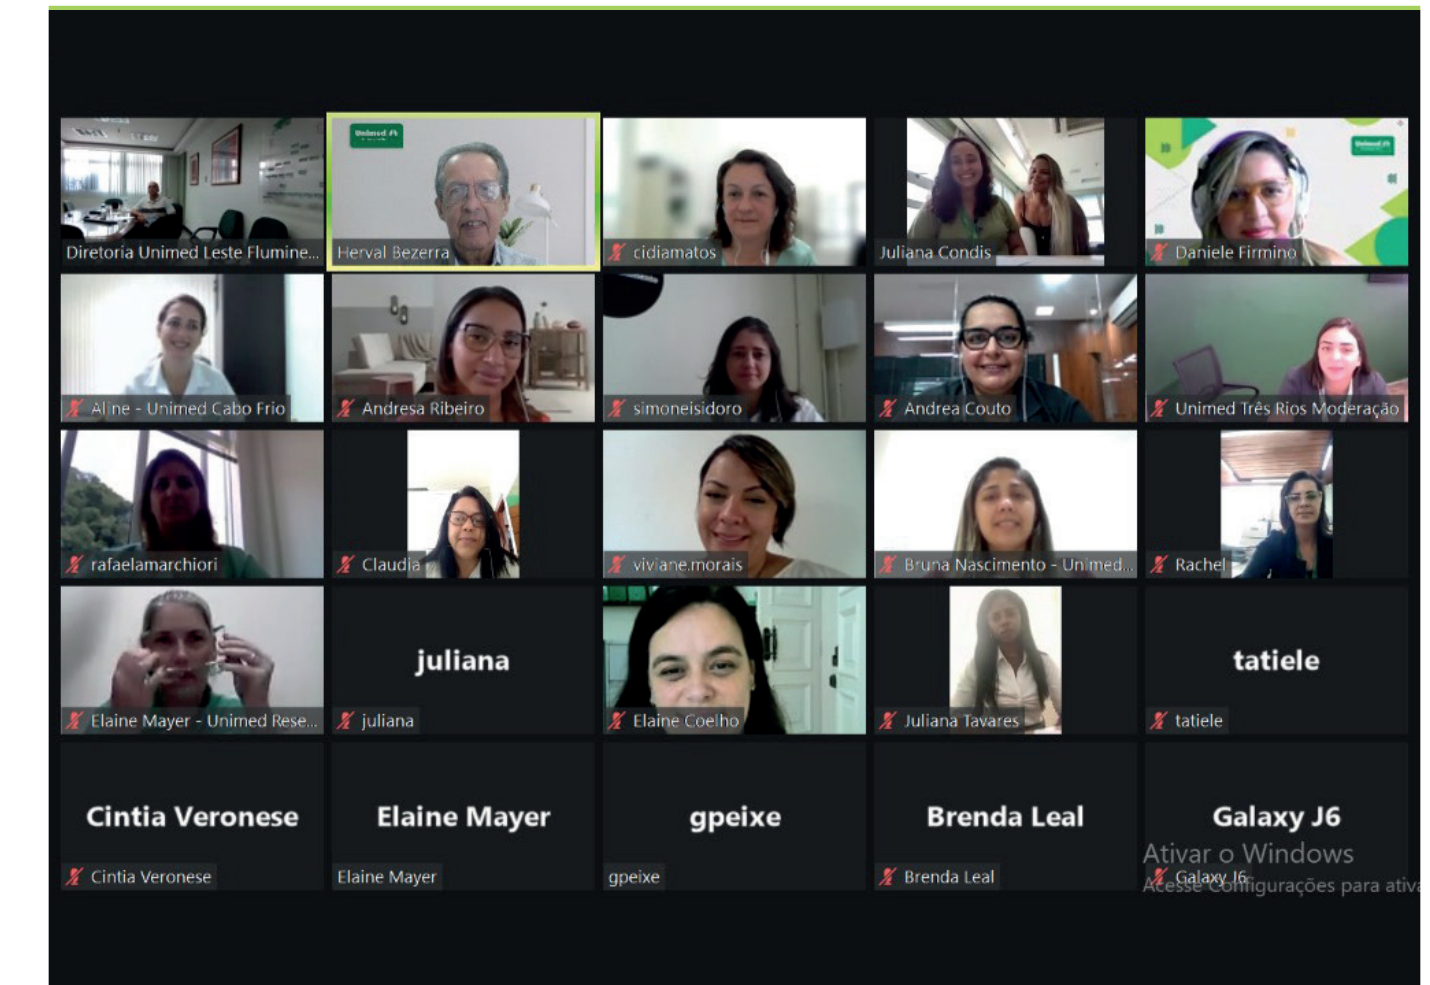 Unimed
Diretoria Unimed Leste Flumine...
Herval Bezerra
cidiamatos
Juliana Condis
Unimed
Daniele Firmino
Aline - Unimed Cabo Frio
Andresa Ribeiro
simoneisidoro
Andrea Couto
Unimed Três Rios Moderação
rafaelamarchiori
Claudia
viviane.morais
Bruna Nascimento - Unimed...
Rachel
Elaine Mayer - Unimed Rese...
juliana
juliana
Elaine Coelho
Juliana Tavares
tatiele
tatiele
Cintia Veronese
Cintia Veronese
Elaine Mayer
Elaine Mayer
gpeixe
gpeixe
Brenda Leal
Brenda Leal
Galaxy J6
Galaxy J6
Ativar o Windows
Acesse Configurações para ativa